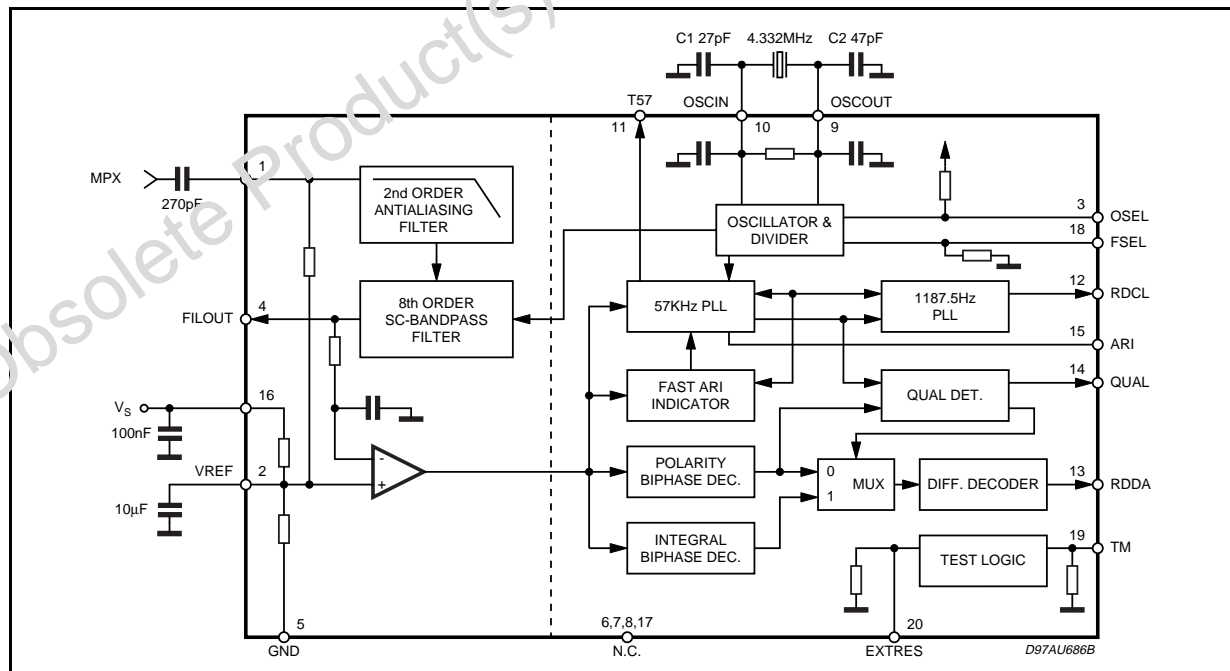 Obsolete Product(s)
C1 27pF
4.332MHz
C2 47pF
T57
OSCIN
OSCOUT
11
10
9
MPX
270pF
1
2nd ORDER
ANTIALIASING
FILTER
OSCILLATOR &
DIVIDER
3
OSEL
18
FSEL
FILOUT
4
8th ORDER
SC-BANDPASS
FILTER
57KHz PLL
1187.5Hz
PLL
12
RDCL
15
ARI
FAST ARI
INDICATOR
QUAL DET.
14
QUAL
VS
16
100nF
VREF
2
10µF
-
+
POLARITY
BIPHASE DEC.
0
1
MUX
DIFF. DECODER
13
RDDA
INTEGRAL
BIPHASE DEC.
TEST LOGIC
19
TM
5
GND
6,7,8,17
N.C.
20
EXTRES
D97AU686B